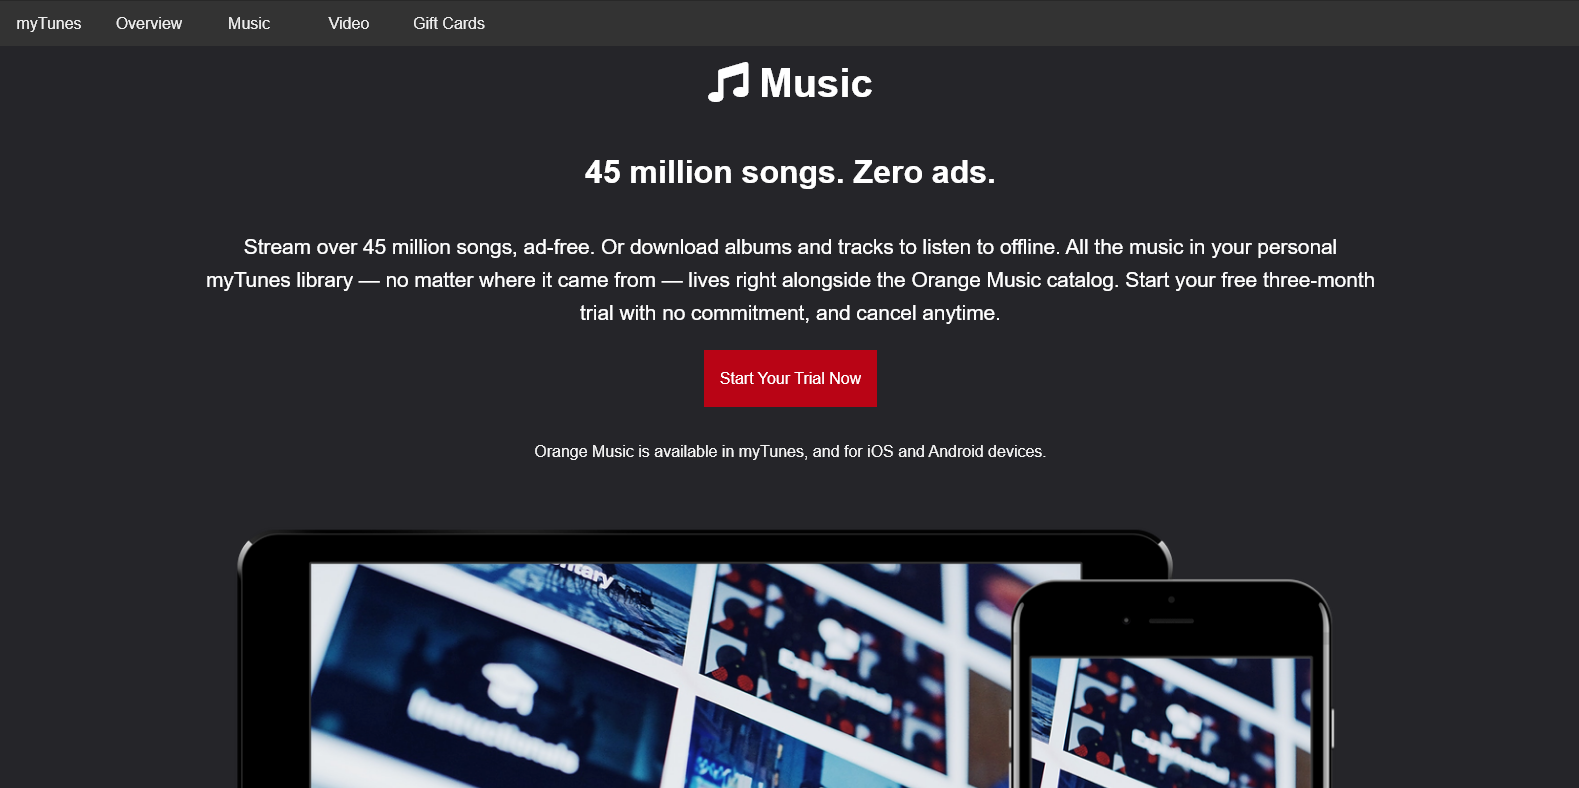 myTunes Overview Music Video Gift Cards
Music
45 million songs. Zero ads.
Stream over 45 million songs, ad-free. Or download albums and tracks to listen to offline. All the music in your personal
myTunes library — no matter where it came from — lives right alongside the Orange Music catalog. Start your free three-month
trial with no commitment, and cancel anytime.
Start Your Trial Now
Orange Music is available in myTunes, and for iOS and Android devices.